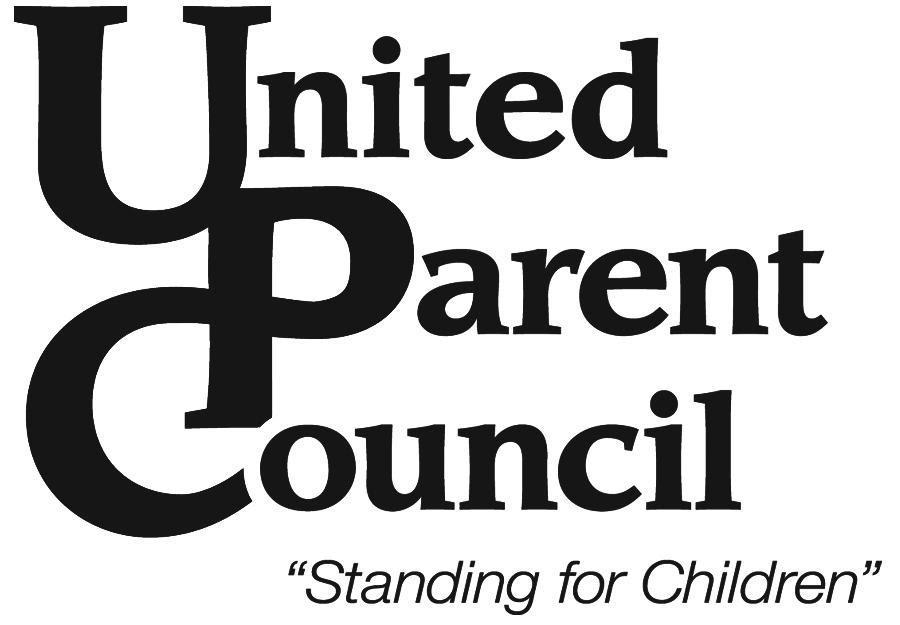 United
Parent
Council
“Standing for Children”